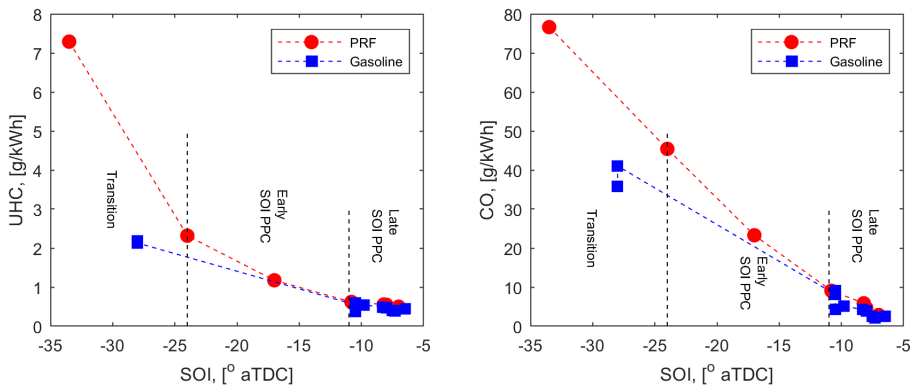 8
7
6
5
4
3
2
1
0
UHC, [g/kWh]
PRF
Gasoline
Transition
Early
SOI PPC
Late
SOI PPC
-35 -30 -25 -20 -15 -10 -5
SOI, [° aTDC]
80
70
60
50
40
30
20
10
0
CO, [g/kWh]
PRF
Gasoline
Transition
Early
SOI PPC
Late
SOI PPC
-35 -30 -25 -20 -15 -10 -5
SOI, [° aTDC]